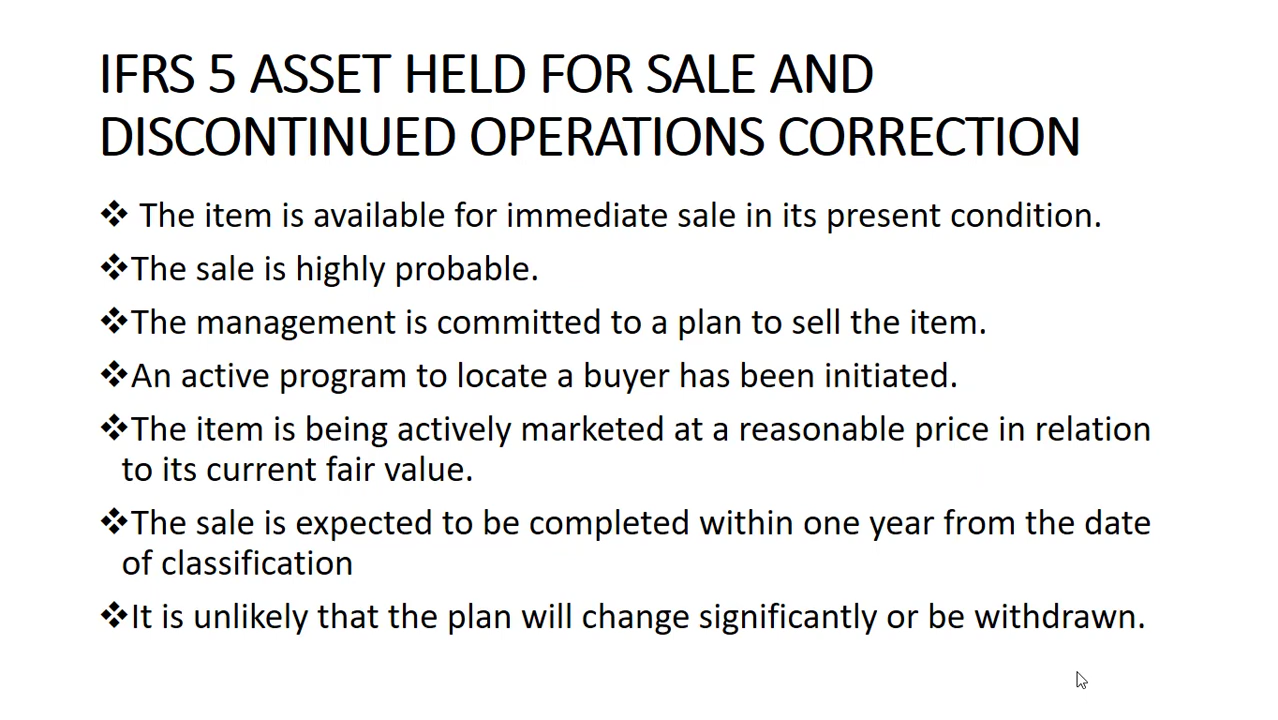 IFRS 5 ASSET HELD FOR SALE AND
DISCONTINUED OPERATIONS CORRECTION
❖ The item is available for immediate sale in its present condition.
❖The sale is highly probable.
❖The management is committed to a plan to sell the item.
❖An active program to locate a buyer has been initiated.
❖The item is being actively marketed at a reasonable price in relation
to its current fair value.
❖The sale is expected to be completed within one year from the date
of classification
❖It is unlikely that the plan will change significantly or be withdrawn.